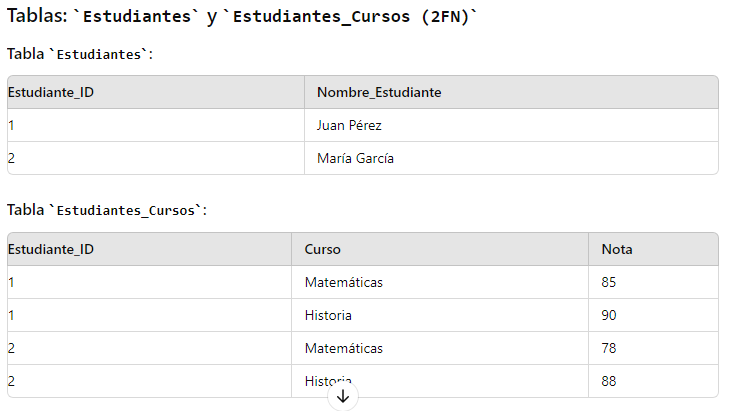 Tablas: `Estudiantes` y `Estudiantes_Cursos (2FN)`
Tabla `Estudiantes`:
Estudiante_ID Nombre_Estudiante
1 Juan Pérez
2 María García
Tabla `Estudiantes_Cursos`:
Estudiante_ID Curso Nota
1 Matemáticas 85
1 Historia 90
2 Matemáticas 78
2 Historia 88